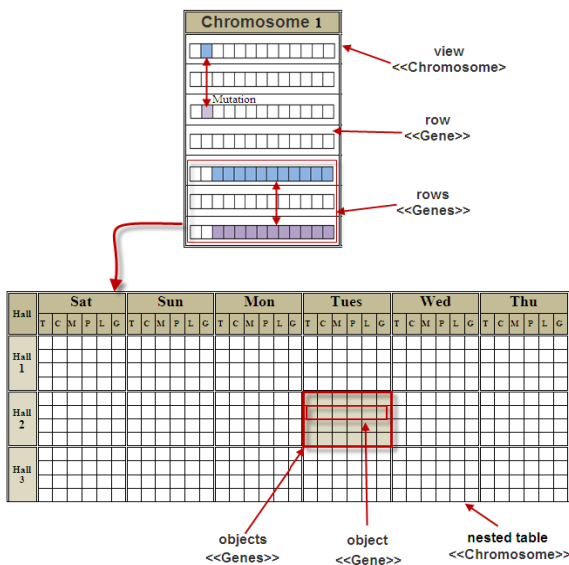 Chromosome 1
view
<<Chromosome>
Mutation
row
<<Gene>>
rows
<<Genes>>
Hall Sat Sun Mon Tues Wed Thu
T C M P L G T C M P L G T C M P L G T C M P L G T C M P L G T C M P L G
Hall
1
Hall
2
Hall
3
objects
<<Genes>>
object
<<Gene>>
nested table
<<Chromosome>>